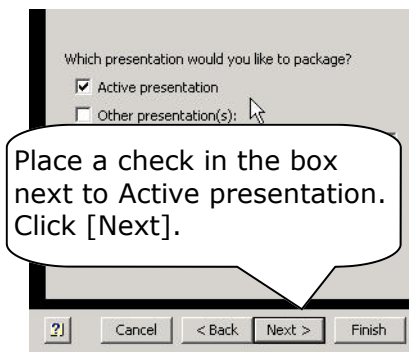 Which presentation would you like to package?
Active presentation
Other presentation(s):
Place a check in the box
next to Active presentation.
Click [Next].
?
Cancel
< Back
Next >
Finish